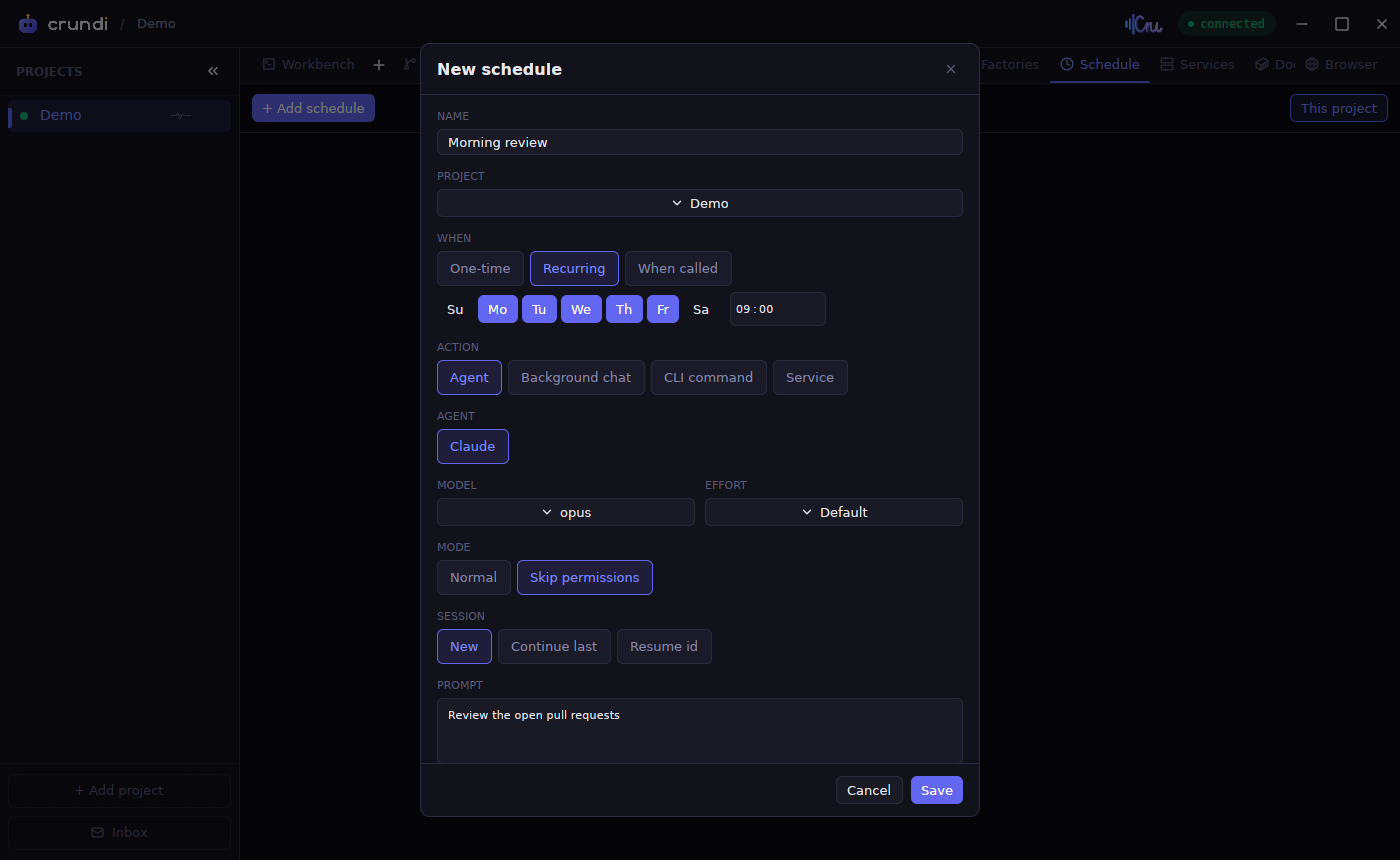 crundi / Demo
Cru
connected
PROJECTS
Demo
+ Add project
Inbox
Workbench
Factories
Schedule
Services
Doc
Browser
+ Add schedule
This project
New schedule
NAME
Morning review
PROJECT
Demo
WHEN
One-time
Recurring
When called
Su Mo Tu We Th Fr Sa 09:00
ACTION
Agent
Background chat
CLI command
Service
AGENT
Claude
MODEL
opus
EFFORT
Default
MODE
Normal
Skip permissions
SESSION
New
Continue last
Resume id
PROMPT
Review the open pull requests
Cancel
Save